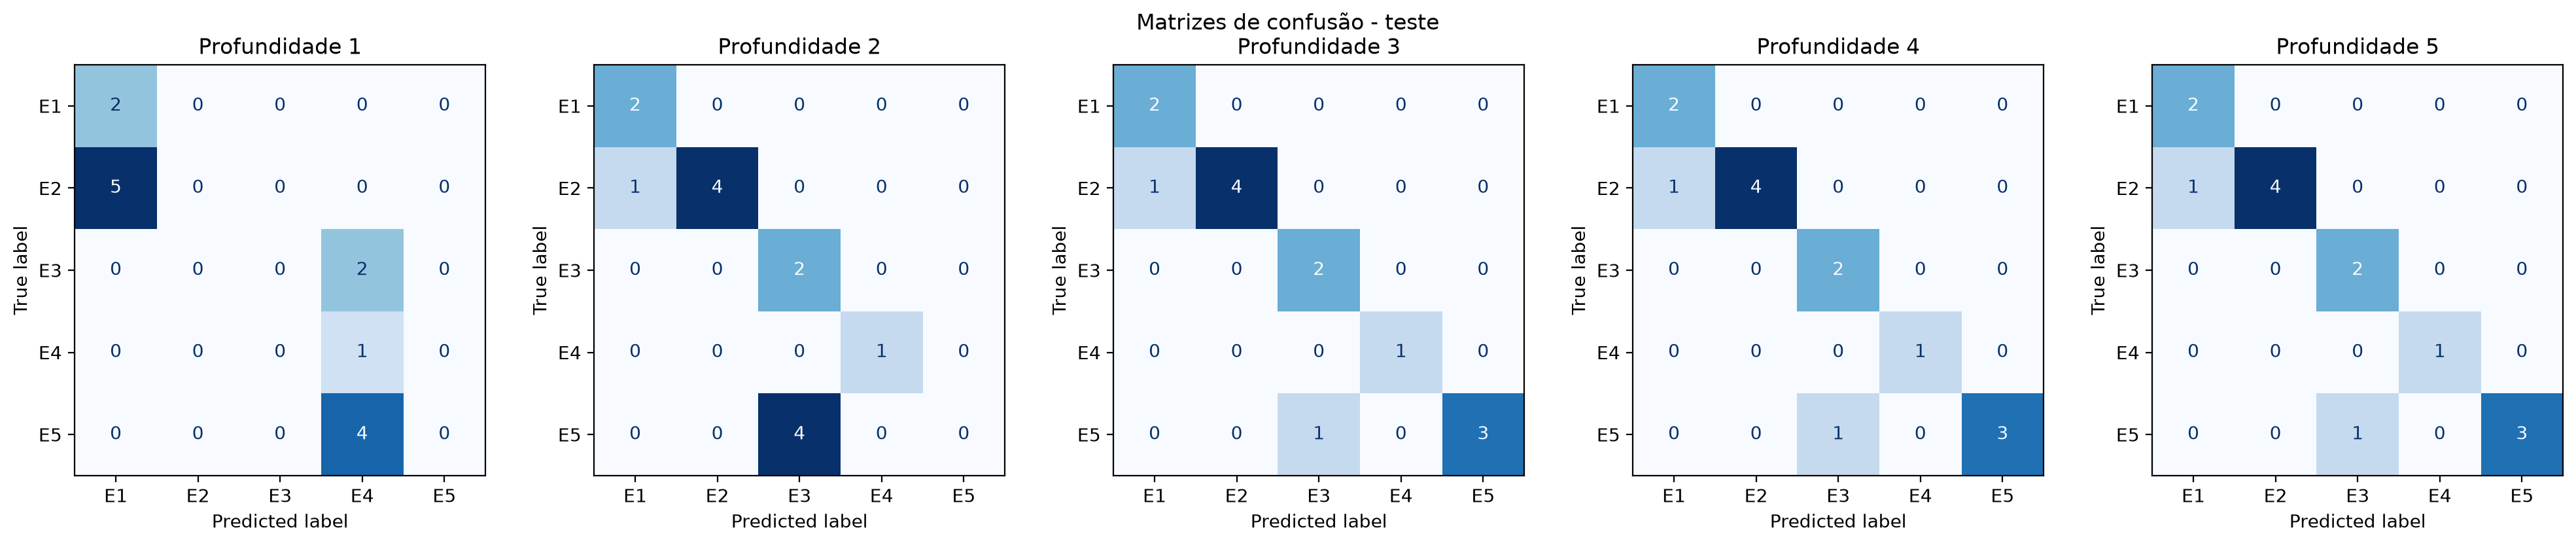 Matrizes de confusão - teste
Profundidade 1
E1 2 0 0 0 0
E2 5 0 0 0 0
E3 0 0 0 2 0
E4 0 0 0 1 0
E5 0 0 0 4 0
E1 E2 E3 E4 E5
True label
Predicted label
Profundidade 2
E1 2 0 0 0 0
E2 1 4 0 0 0
E3 0 0 2 0 0
E4 0 0 0 1 0
E5 0 0 4 0 0
E1 E2 E3 E4 E5
True label
Predicted label
Profundidade 3
E1 2 0 0 0 0
E2 1 4 0 0 0
E3 0 0 2 0 0
E4 0 0 0 1 0
E5 0 0 1 0 3
E1 E2 E3 E4 E5
True label
Predicted label
Profundidade 4
E1 2 0 0 0 0
E2 1 4 0 0 0
E3 0 0 2 0 0
E4 0 0 0 1 0
E5 0 0 1 0 3
E1 E2 E3 E4 E5
True label
Predicted label
Profundidade 5
E1 2 0 0 0 0
E2 1 4 0 0 0
E3 0 0 2 0 0
E4 0 0 0 1 0
E5 0 0 1 0 3
E1 E2 E3 E4 E5
True label
Predicted label